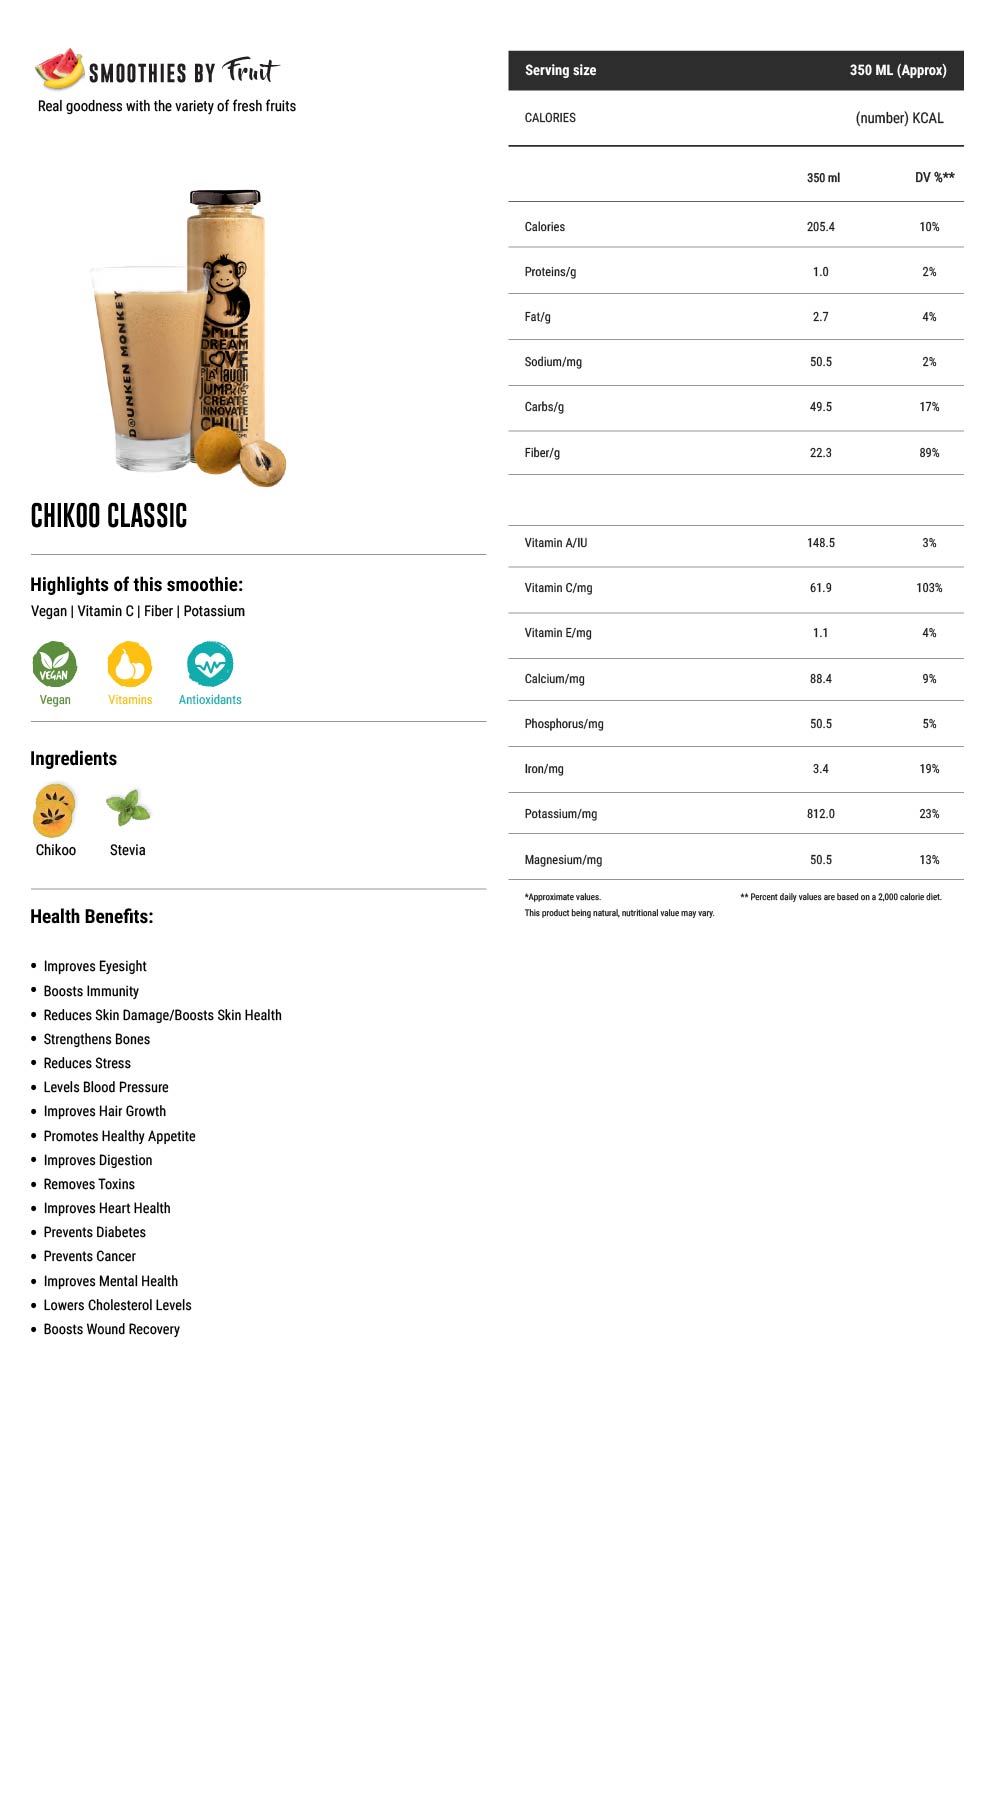 SMOOTHIES BY Fruit
Real goodness with the variety of fresh fruits
DRUNKEN MONKEY
SMILE
DREAM
LOVE
PLAY laugh
JUMP KISS
CREATE
INNOVATE
CHILL!
CHIKOO CLASSIC
Highlights of this smoothie:
Vegan | Vitamin C | Fiber | Potassium
VEGAN
Vegan Vitamins Antioxidants
Ingredients
Chikoo Stevia
Health Benefits:
• Improves Eyesight
• Boosts Immunity
• Reduces Skin Damage/Boosts Skin Health
• Strengthens Bones
• Reduces Stress
• Levels Blood Pressure
• Improves Hair Growth
• Promotes Healthy Appetite
• Improves Digestion
• Removes Toxins
• Improves Heart Health
• Prevents Diabetes
• Prevents Cancer
• Improves Mental Health
• Lowers Cholesterol Levels
• Boosts Wound Recovery
Serving size 350 ML (Approx)
CALORIES (number) KCAL
350 ml DV %**
Calories 205.4 10%
Proteins/g 1.0 2%
Fat/g 2.7 4%
Sodium/mg 50.5 2%
Carbs/g 49.5 17%
Fiber/g 22.3 89%
Vitamin A/IU 148.5 3%
Vitamin C/mg 61.9 103%
Vitamin E/mg 1.1 4%
Calcium/mg 88.4 9%
Phosphorus/mg 50.5 5%
Iron/mg 3.4 19%
Potassium/mg 812.0 23%
Magnesium/mg 50.5 13%
*Approximate values. ** Percent daily values are based on a 2,000 calorie diet.
This product being natural, nutritional value may vary.